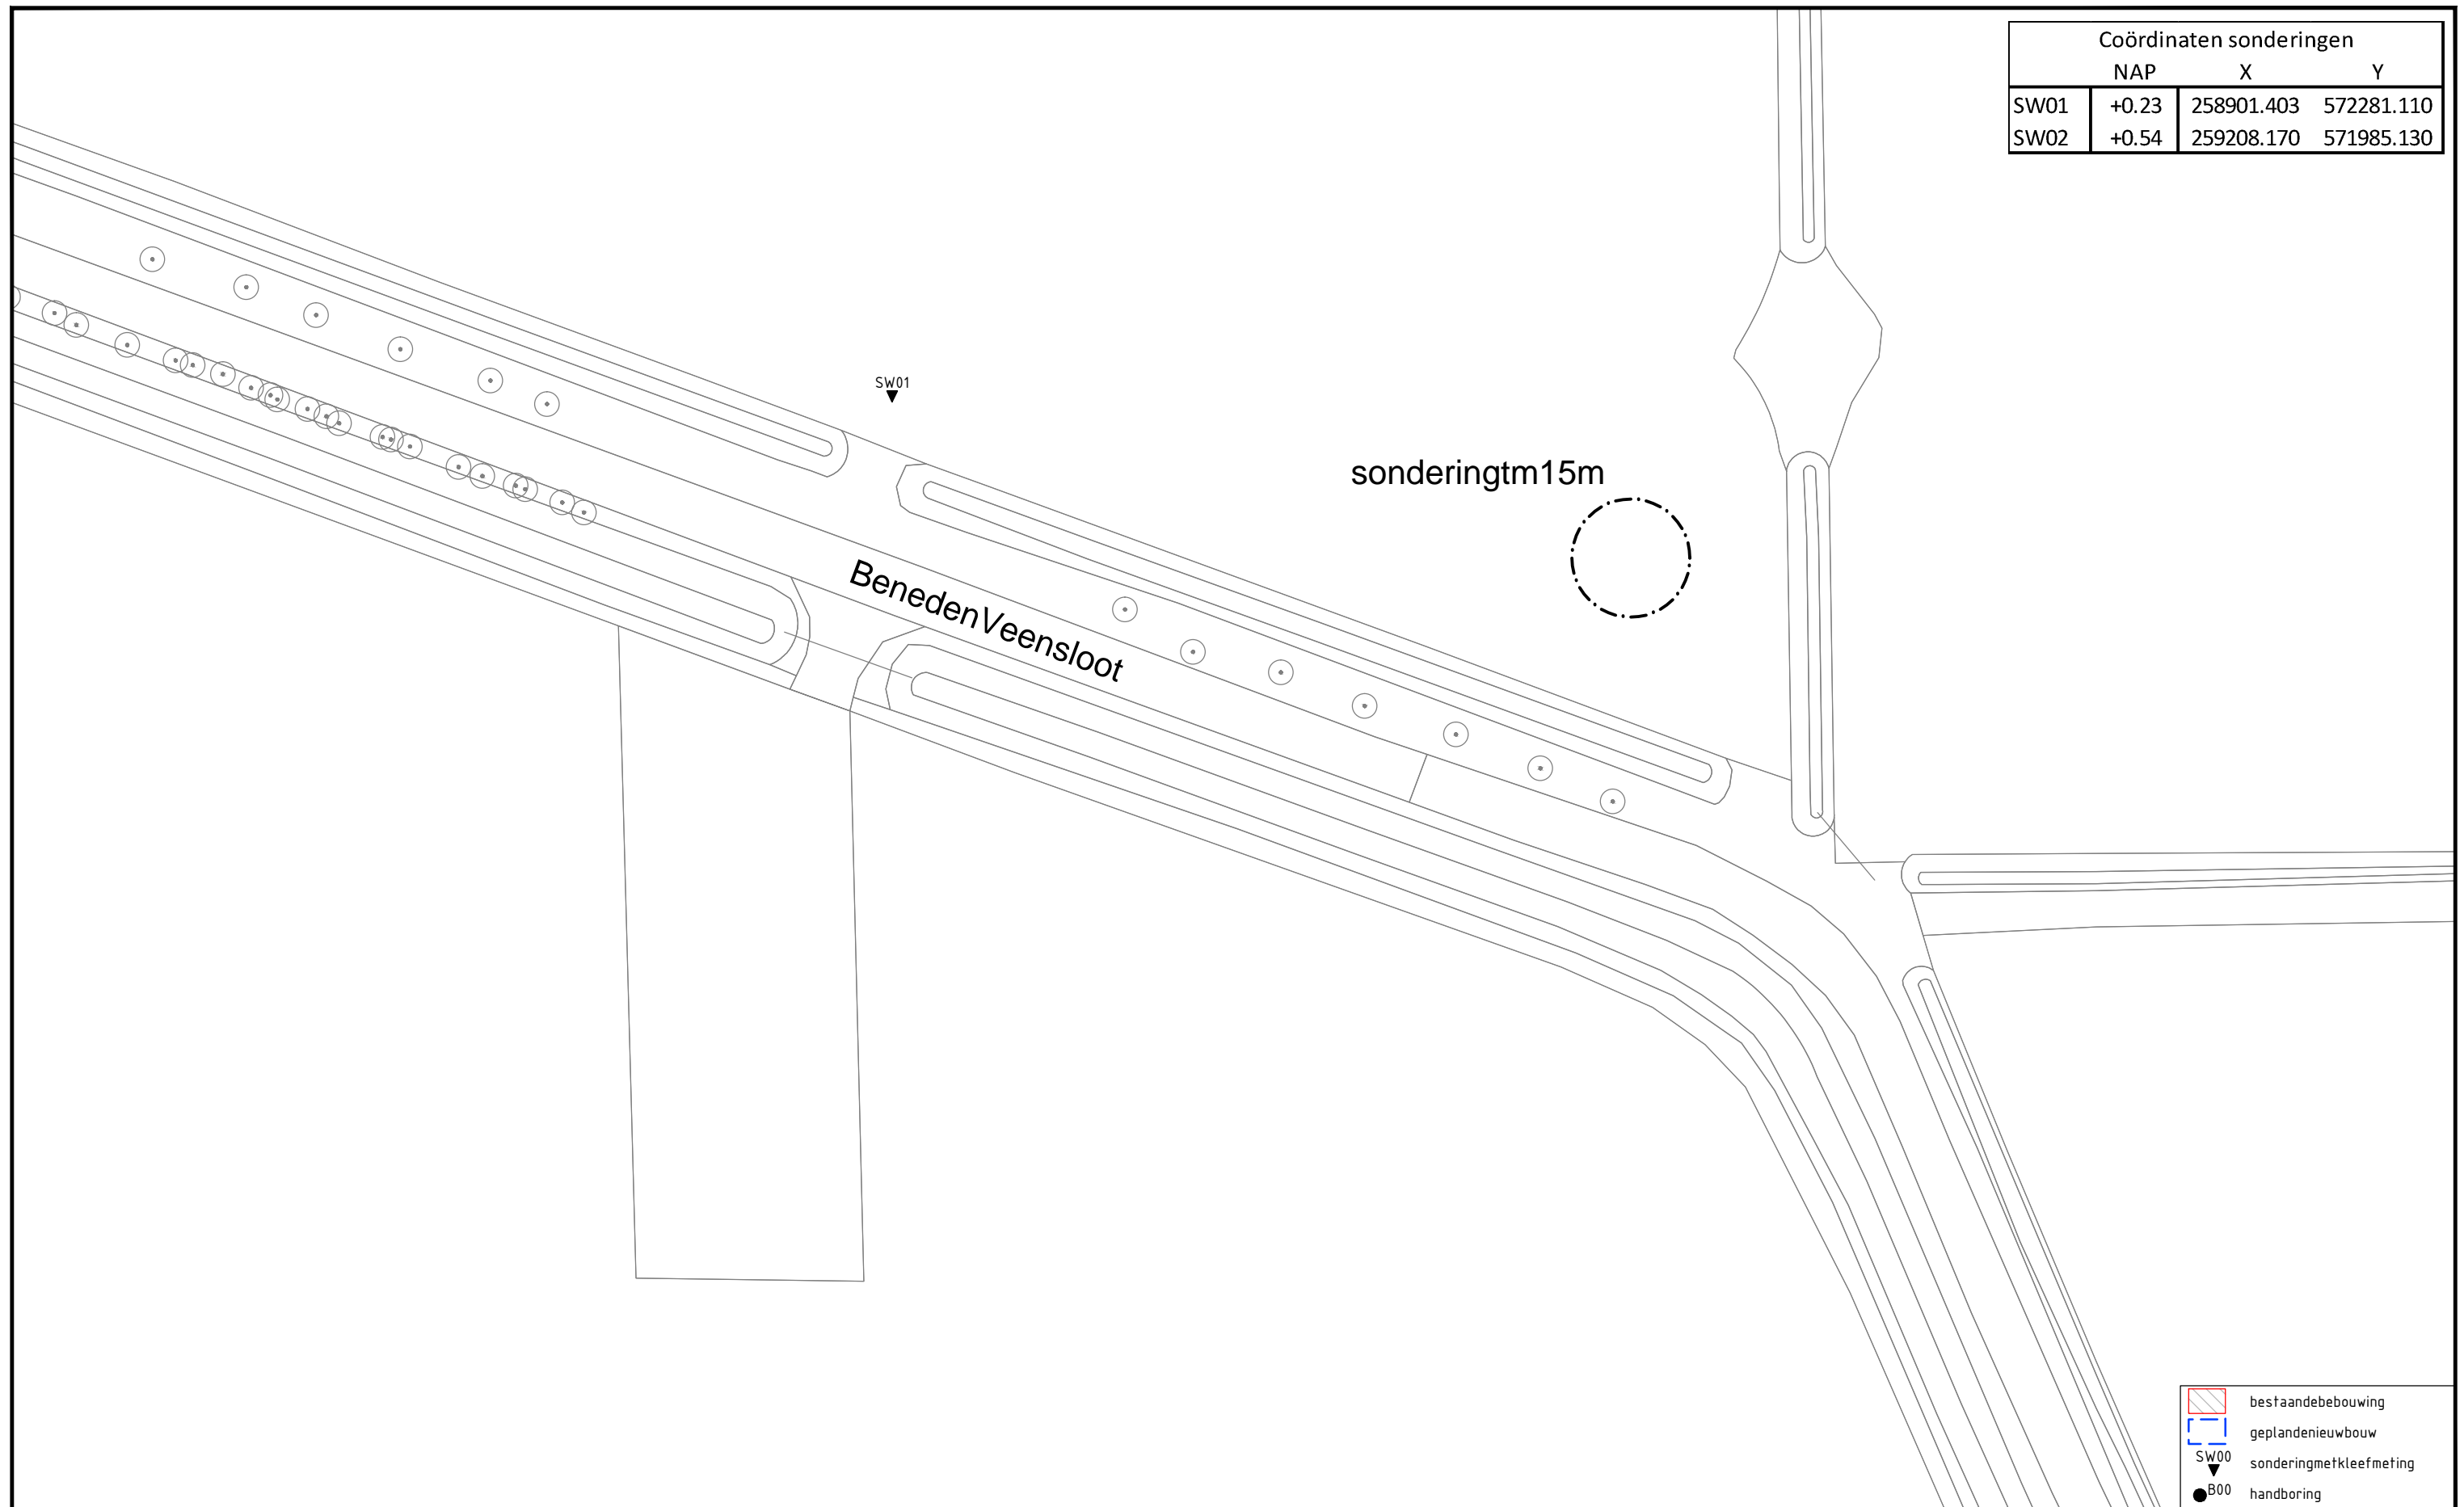 Coördinaten sonderingen
NAP X Y
SW01 +0.23 258901.403 572281.110
SW02 +0.54 259208.170 571985.130
SW01
sonderingtm15m
BenedenVeensloot
bestaandebebouwing
geplandenieuwbouw
SW00 sonderingmetkleefmeting
B00 handboring